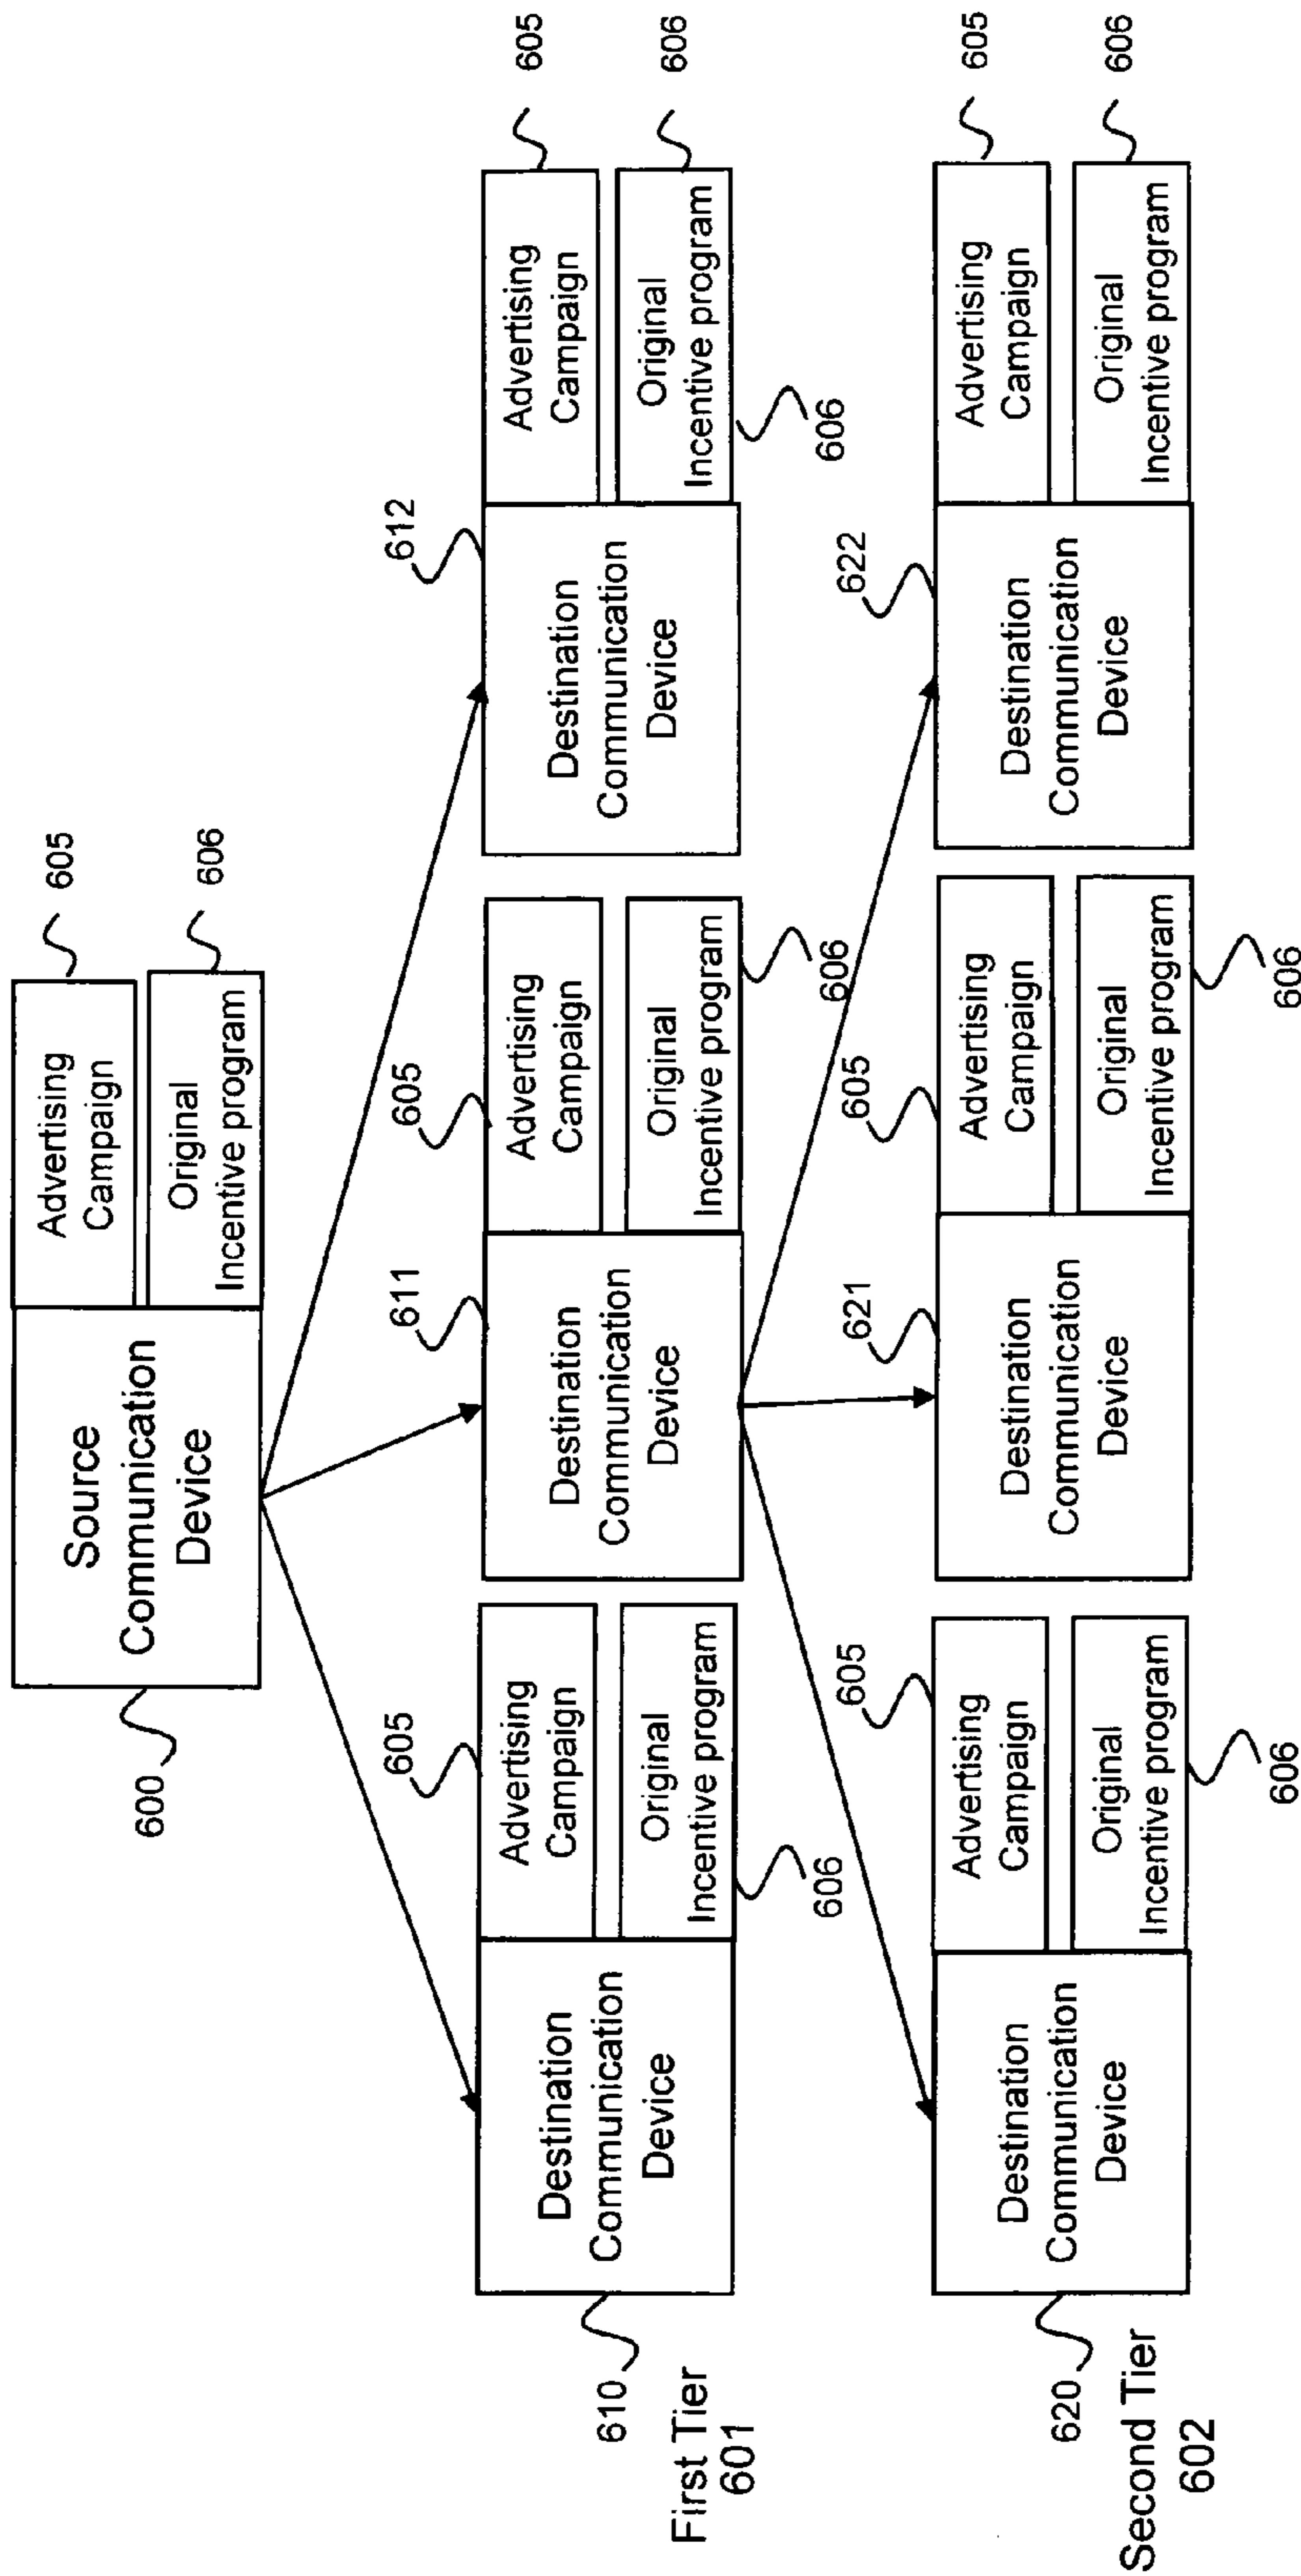 600
Source
Communication
Device
Advertising
Campaign
605
Original
Incentive program
606
First Tier
601
610
Destination
Communication
Device
605
Advertising
Campaign
Original
Incentive program
606
611
Destination
Communication
Device
605
Advertising
Campaign
Original
Incentive program
606
612
Destination
Communication
Device
Advertising
Campaign
605
Original
Incentive program
606
606
Second Tier
602
620
Destination
Communication
Device
605
Advertising
Campaign
Original
Incentive program
606
621
Destination
Communication
Device
605
Advertising
Campaign
Original
Incentive program
606
622
Destination
Communication
Device
Advertising
Campaign
605
Original
Incentive program
606